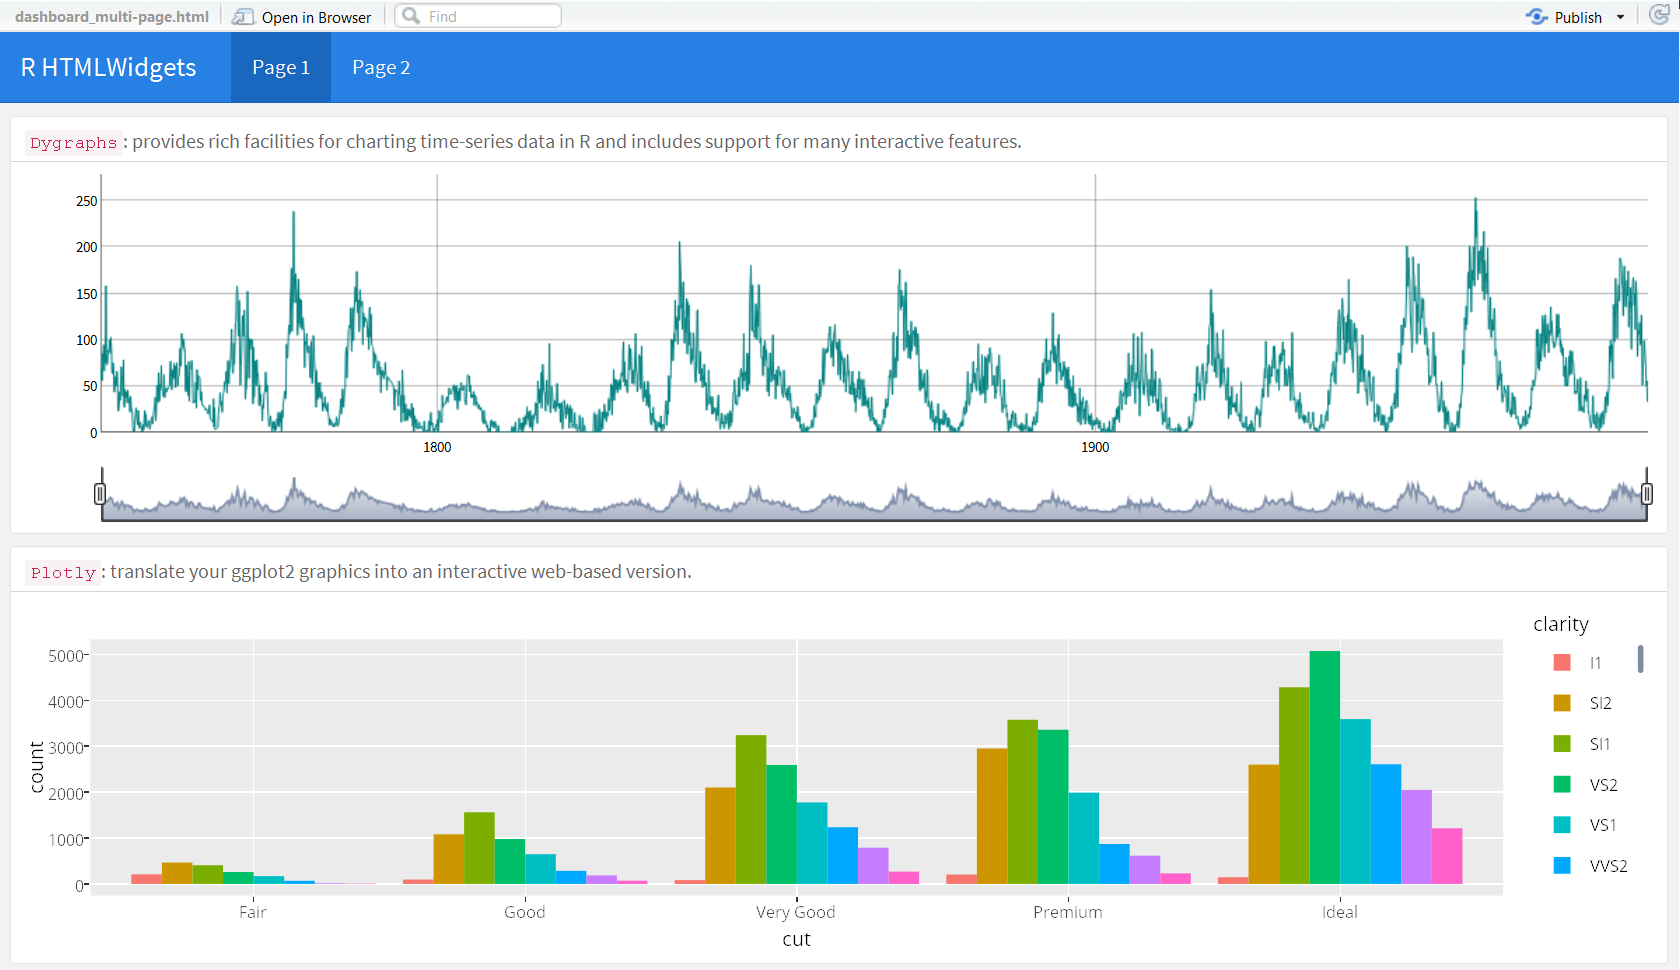 dashboard_multi-page.html Open in Browser Find Publish
R HTMLWidgets Page 1 Page 2
Dygraphs: provides rich facilities for charting time-series data in R and includes support for many interactive features.
250
200
150
100
50
0
1800 1900
Plotly: translate your ggplot2 graphics into an interactive web-based version.
clarity
I1
SI2
SI1
VS2
VS1
VVS2
5000
4000
3000
2000
1000
0
count
Fair Good Very Good Premium Ideal
cut